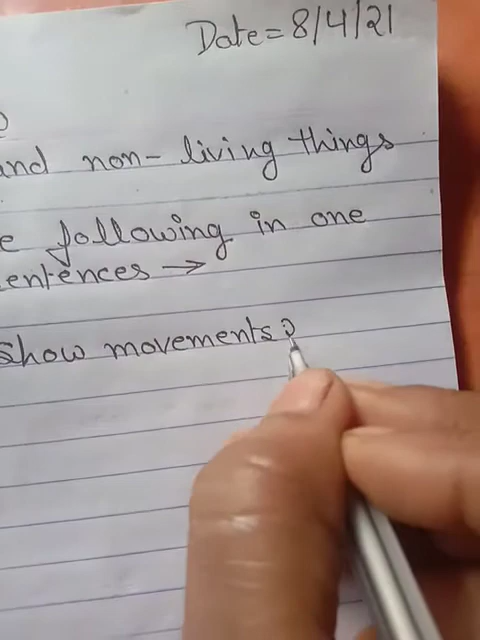 Date = 8/4/21
and non- living things
e following in one
entences →
show movements?